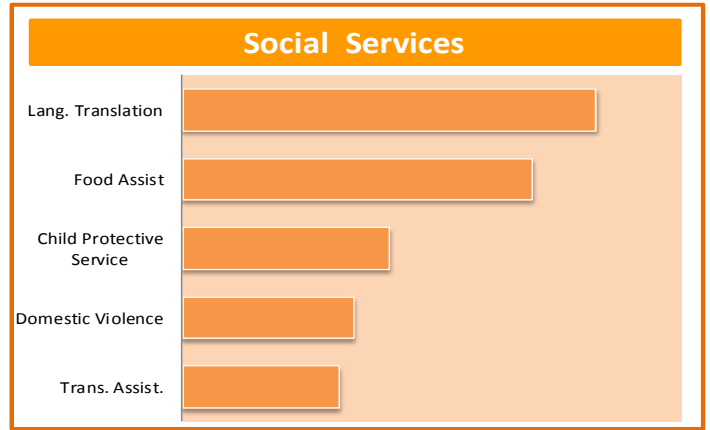 Social Services
Lang. Translation
Food Assist
Child Protective
Service
Domestic Violence
Trans. Assist.